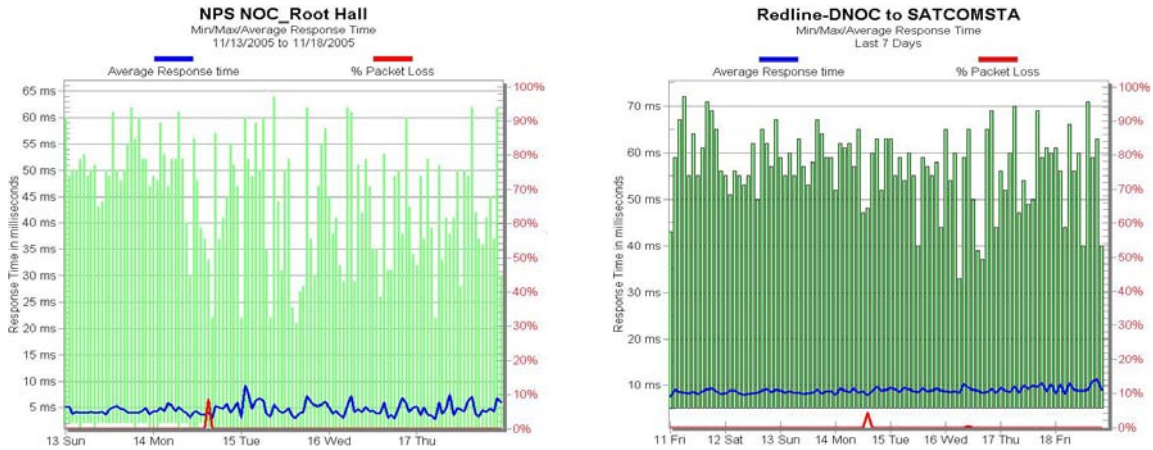 NPS NOC_Root Hall
Min/Max/Average Response Time
11/13/2005 to 11/18/2005
Average Response time
% Packet Loss
Response Time in milliseconds
65 ms
60 ms
55 ms
50 ms
45 ms
40 ms
35 ms
30 ms
25 ms
20 ms
15 ms
10 ms
5 ms
100%
90%
80%
70%
60%
50%
40%
30%
20%
10%
0%
13 Sun
14 Mon
15 Tue
16 Wed
17 Thu
Redline-DNOC to SATCOMSTA
Min/Max/Average Response Time
Last 7 Days
Average Response time
% Packet Loss
Response Time in milliseconds
70 ms
60 ms
50 ms
40 ms
30 ms
20 ms
10 ms
100%
90%
80%
70%
60%
50%
40%
30%
20%
10%
0%
11 Fri
12 Sat
13 Sun
14 Mon
15 Tue
16 Wed
17 Thu
18 Fri